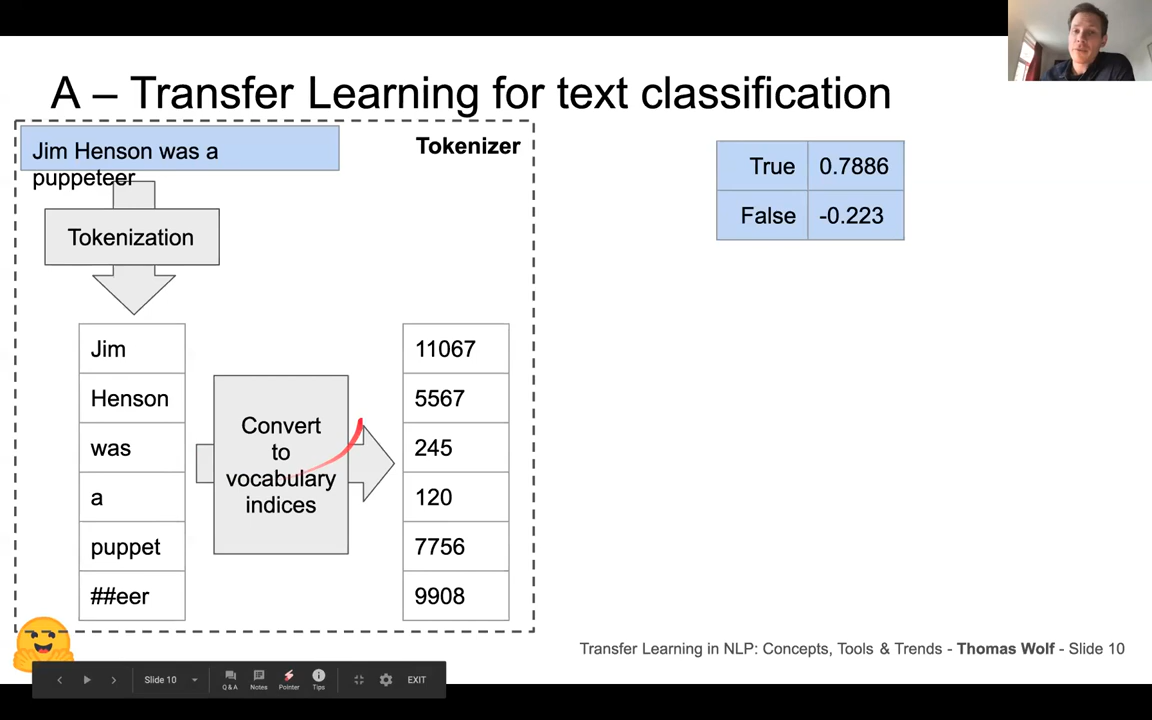 A – Transfer Learning for text classification
Jim Henson was a
puppeteer
Tokenizer
Tokenization
Jim
Henson
was
a
puppet
##eer
Convert
to
vocabulary
indices
11067
5567
245
120
7756
9908
True 0.7886
False -0.223
Transfer Learning in NLP: Concepts, Tools & Trends - Thomas Wolf - Slide 10
Slide 10
Q & A
Notes
Pointer
Tips
EXIT